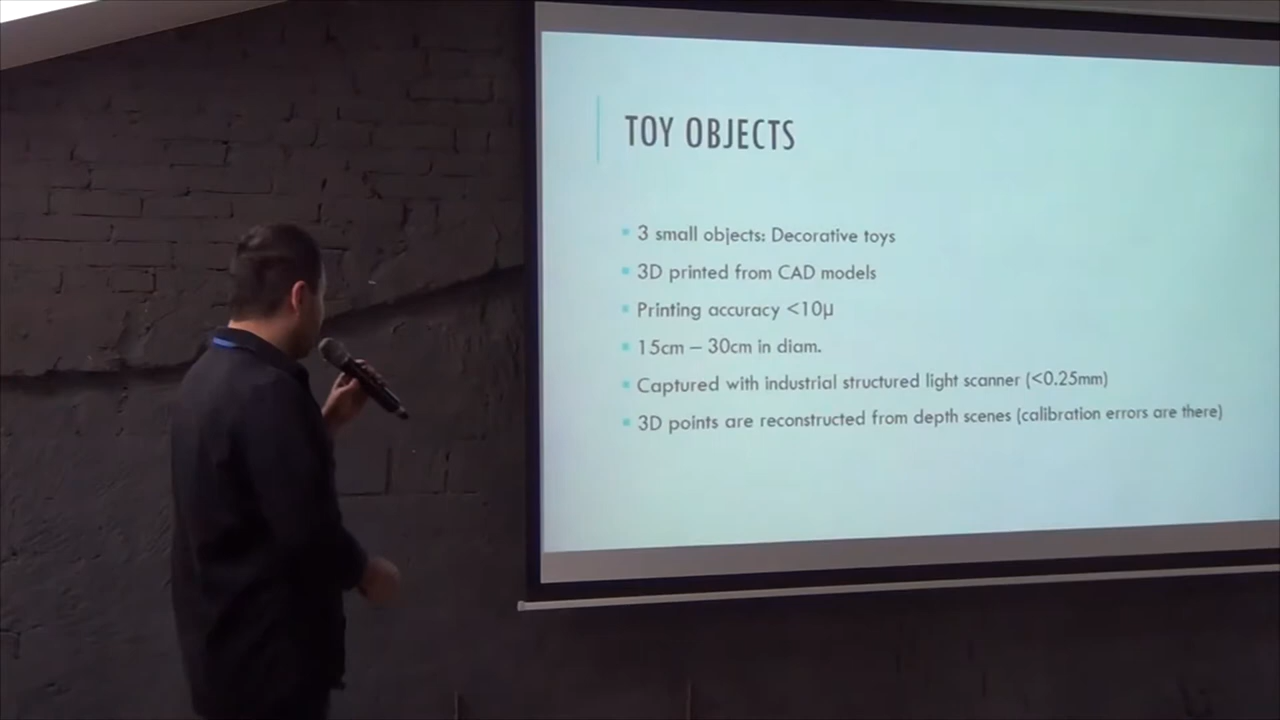 TOY OBJECTS
3 small objects: Decorative toys
3D printed from CAD models
Printing accuracy <10μ
15cm – 30cm in diam.
Captured with industrial structured light scanner (<0.25mm)
3D points are reconstructed from depth scenes (calibration errors are there)